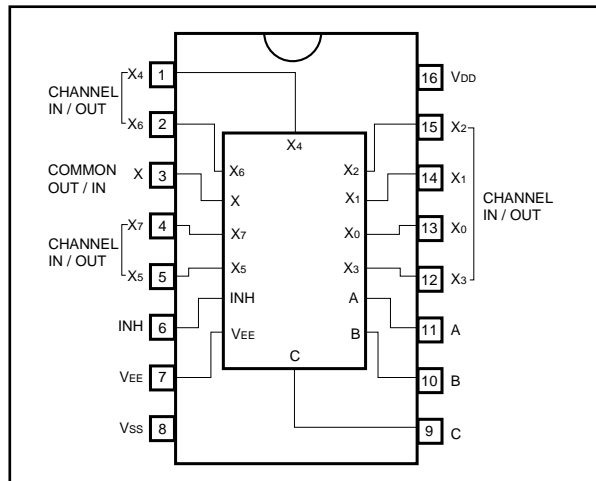 X4 1
CHANNEL
IN / OUT
X6 2
COMMON
OUT / IN
X 3
X7 4
CHANNEL
IN / OUT
X5 5
INH 6
VEE 7
VSS 8
X4
X6
X
X7
X5
INH
VEE
C
X2
X1
X0
X3
A
B
16 VDD
15 X2
14 X1
CHANNEL
IN / OUT
13 X0
12 X3
11 A
10 B
9 C